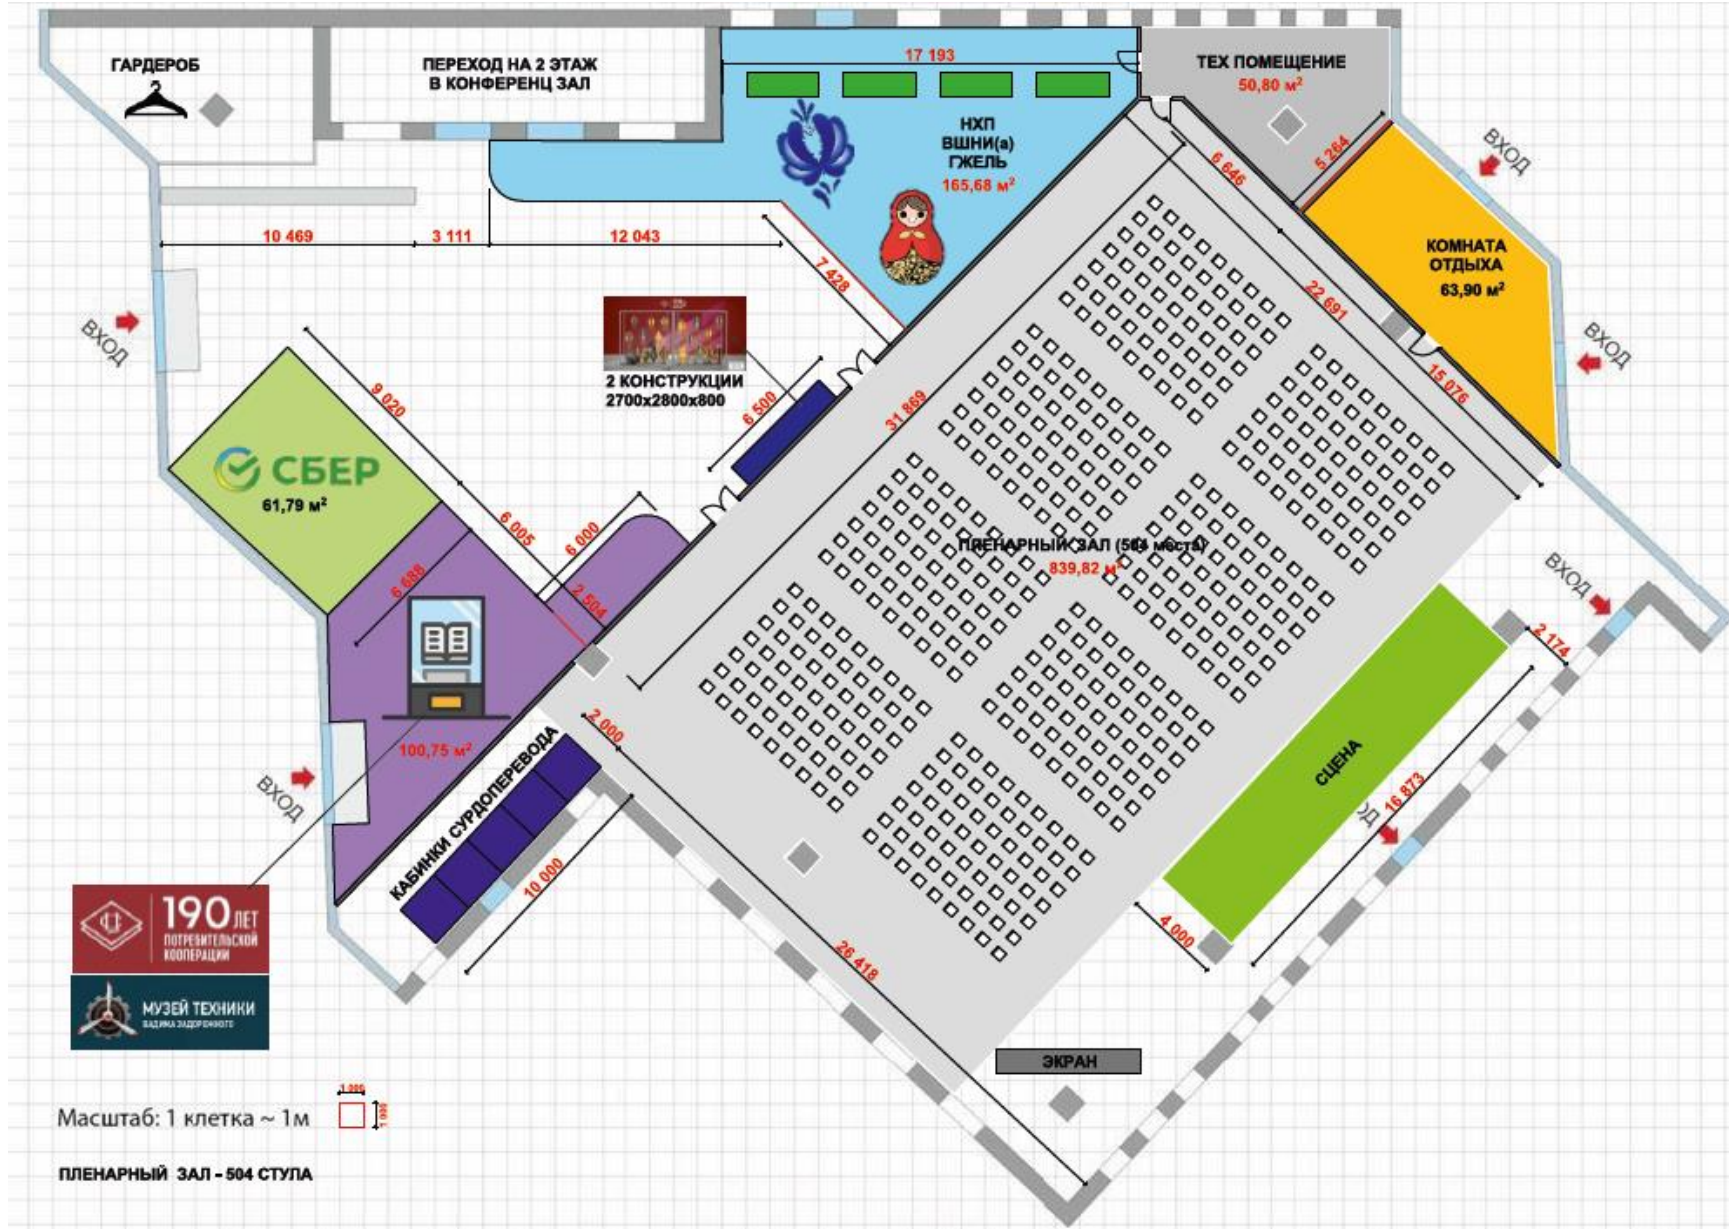 ГАРДЕРОБ
ПЕРЕХОД НА 2 ЭТАЖ
В КОНФЕРЕНЦ ЗАЛ
17 193
ТЕХ ПОМЕЩЕНИЕ
50,80 м²
НХП
ВШНИ(а)
ГЖЕЛЬ
165,68 м²
5 264
6 646
ВХОД
10 469
3 111
12 043
7 428
КОМНАТА
ОТДЫХА
63,90 м²
22 691
ВХОД
ВХОД
15 076
2 КОНСТРУКЦИИ
2700х2800х800
6 500
31 869
9 020
СБЕР
61,79 м²
6 005
6 000
2 504
6 688
ПЛЕНАРНЫЙ ЗАЛ (504 места)
839,82 м²
ВХОД
2 174
СЦЕНА
16 873
ВХОД
4 000
100,75 м²
ВХОД
2 000
КАБИНКИ СУРДОПЕРЕВОДА
10 000
26 418
190 ЛЕТ
ПОТРЕБИТЕЛЬСКОЙ
КООПЕРАЦИИ
МУЗЕЙ ТЕХНИКИ
ВАДИМА ЗАДОРОЖНОГО
ЭКРАН
1 000
1 000
Масштаб: 1 клетка ~ 1м
ПЛЕНАРНЫЙ ЗАЛ - 504 СТУЛА